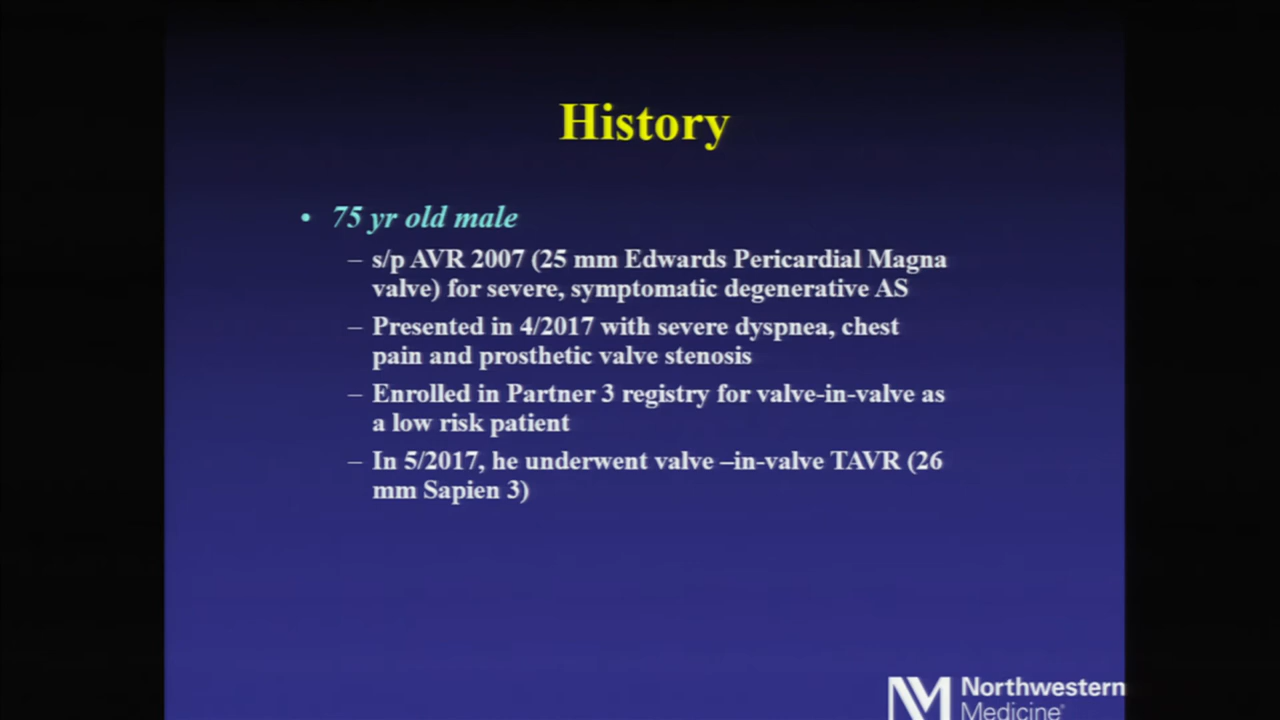 History
• 75 yr old male
– s/p AVR 2007 (25 mm Edwards Pericardial Magna
valve) for severe, symptomatic degenerative AS
– Presented in 4/2017 with severe dyspnea, chest
pain and prosthetic valve stenosis
– Enrolled in Partner 3 registry for valve-in-valve as
a low risk patient
– In 5/2017, he underwent valve –in-valve TAVR (26
mm Sapien 3)
NM Northwestern
Medicine®